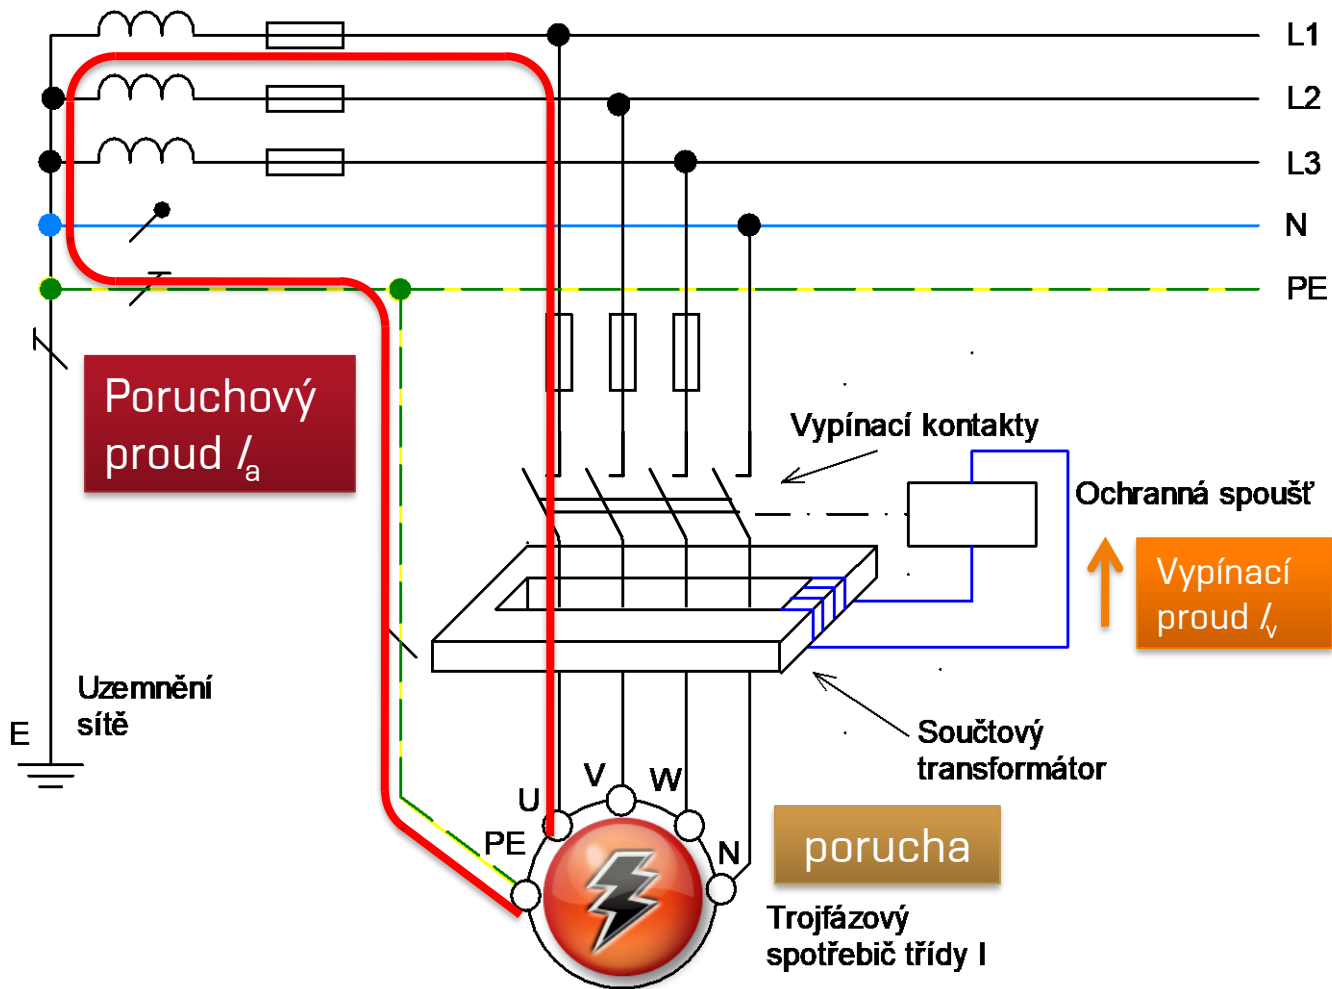 L1
L2
L3
N
PE
Poruchový
proud Ia
Vypínací kontakty
Ochranná spoušť
Vypínací
proud Iv
Uzemnění
sítě
E
Součtový
transformátor
U
V
W
PE
N
porucha
Trojfázový
spotřebič třídy I